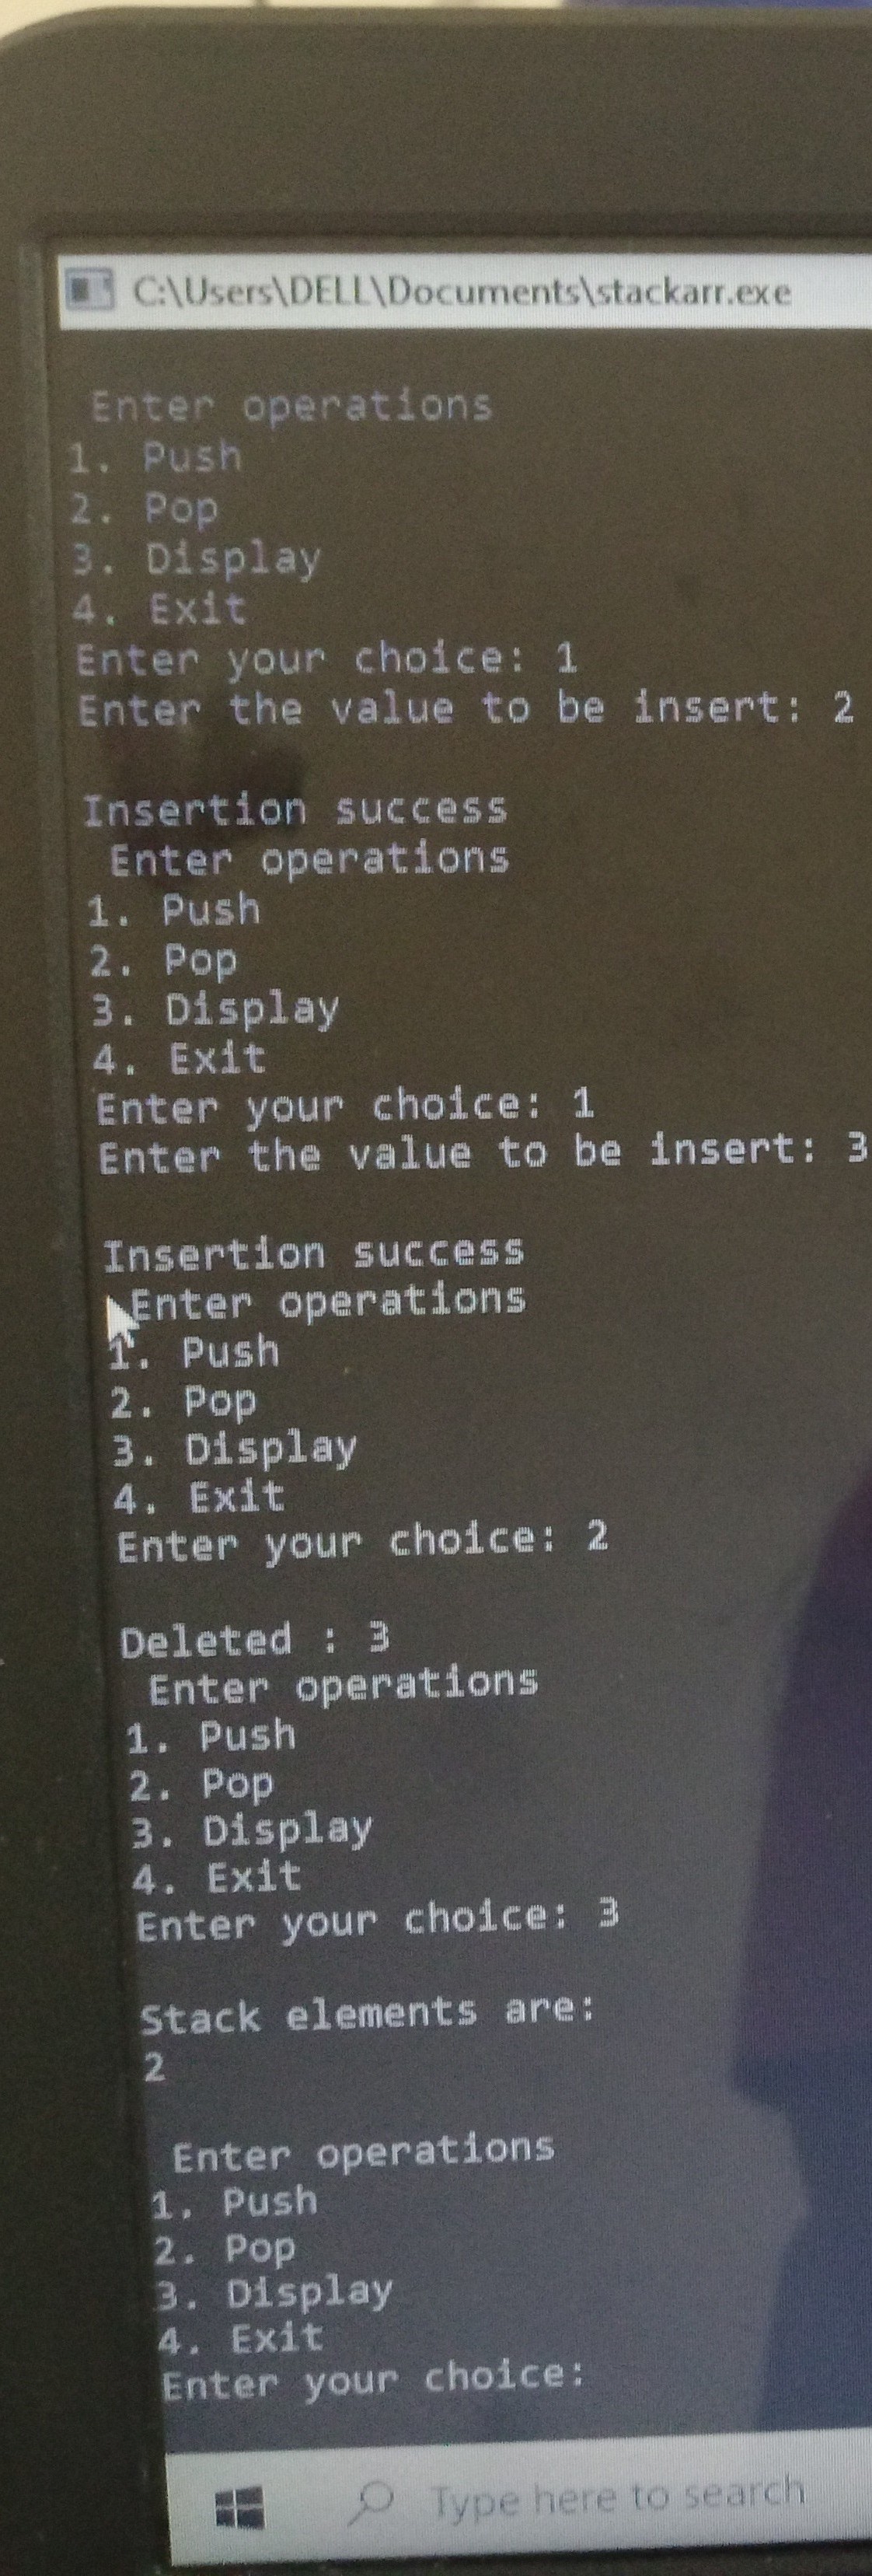 C:\Users\DELL\Documents\stackarr.exe
Enter operations
1. Push
2. Pop
3. Display
4. Exit
Enter your choice: 1
Enter the value to be insert: 2
Insertion success
Enter operations
1. Push
2. Pop
3. Display
4. Exit
Enter your choice: 1
Enter the value to be insert: 3
Insertion success
Enter operations
1. Push
2. Pop
3. Display
4. Exit
Enter your choice: 2
Deleted : 3
Enter operations
1. Push
2. Pop
3. Display
4. Exit
Enter your choice: 3
Stack elements are:
2
Enter operations
1. Push
2. Pop
3. Display
4. Exit
Enter your choice:
Type here to search